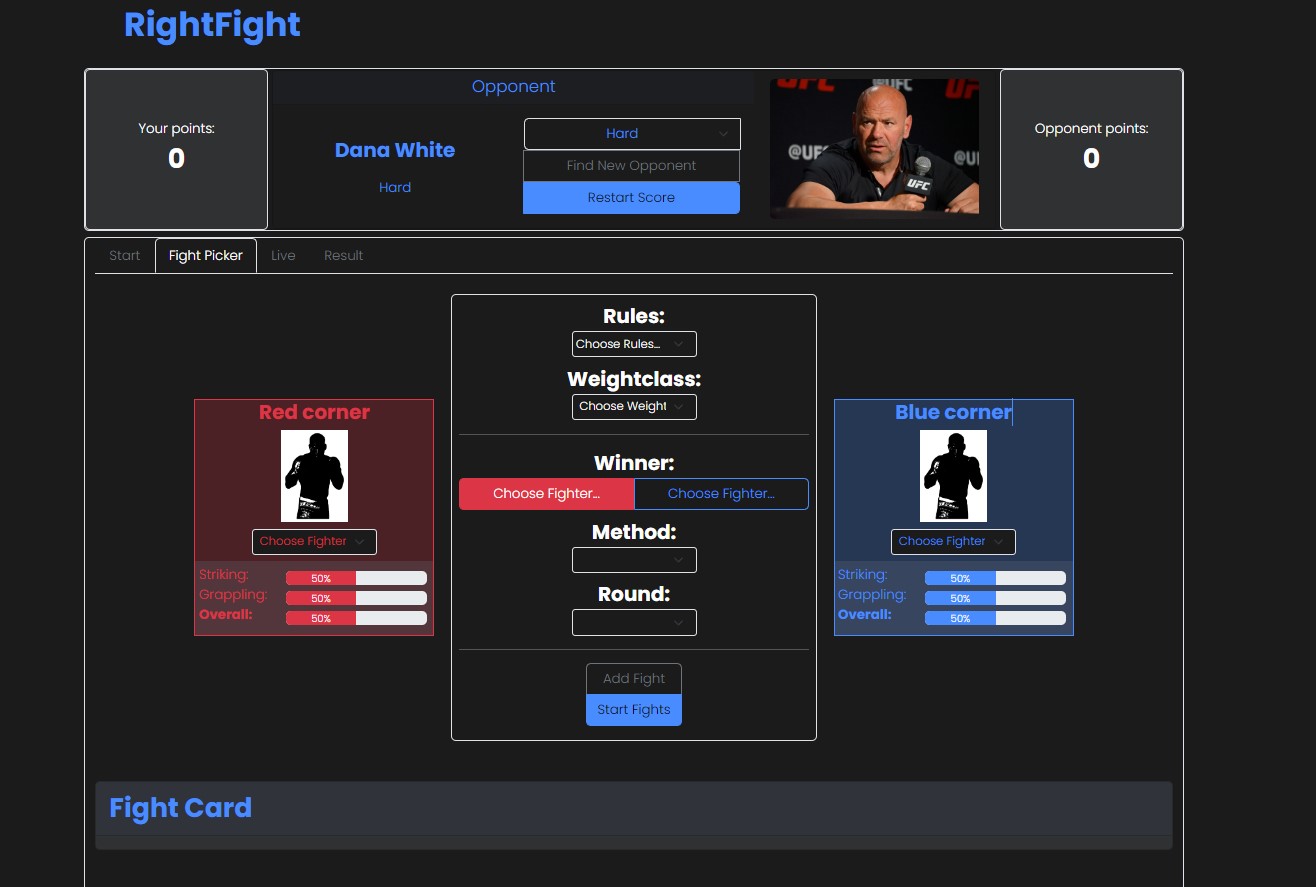 RightFight
Your points:
0
Opponent
Dana White
Hard
Hard
Find New Opponent
Restart Score
UFC
@UFC
UFC
Opponent points:
0
Start
Fight Picker
Live
Result
Red corner
Choose Fighter
Striking:
50%
Grappling:
50%
Overall:
50%
Rules:
Choose Rules...
Weightclass:
Choose Weight
Winner:
Choose Fighter...
Choose Fighter...
Method:
Round:
Add Fight
Start Fights
Blue corner
Choose Fighter
Striking:
50%
Grappling:
50%
Overall:
50%
Fight Card